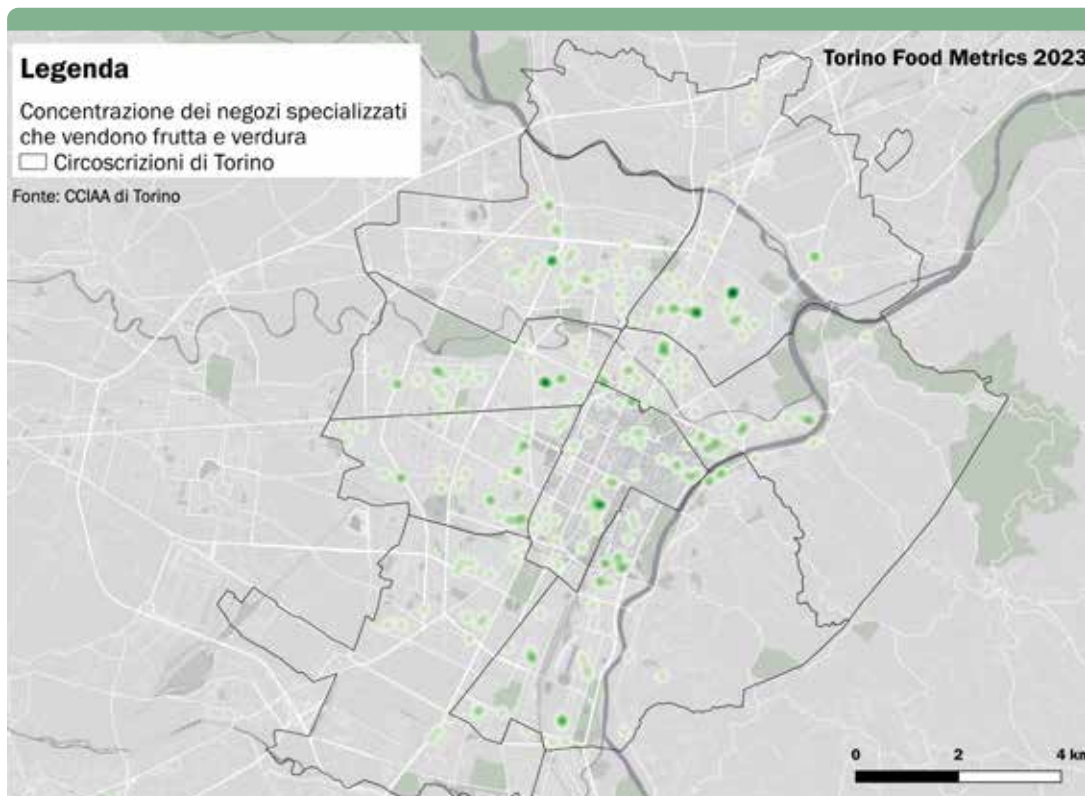 Legenda
Concentrazione dei negozi specializzati
che vendono frutta e verdura
Circoscrizioni di Torino
Fonte: CCIAA di Torino
Torino Food Metrics 2023
0 2 4 km